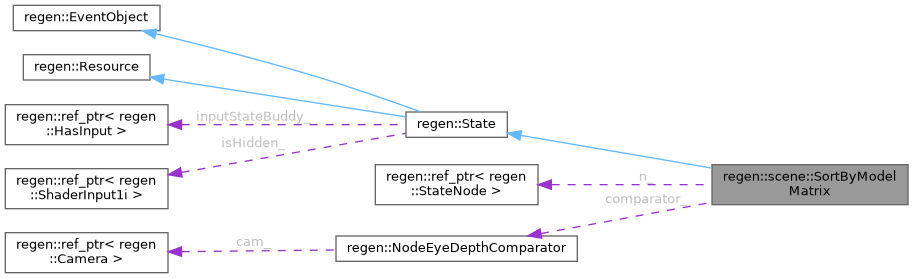 regen::EventObject
regen::Resource
regen::ref_ptr< regen
::HasInput >
inputStateBuddy_
regen::State
isHidden_
regen::ref_ptr< regen
::ShaderInput1i >
regen::ref_ptr< regen
::StateNode >
n_
regen::scene::SortByModel
Matrix
comparator_
regen::ref_ptr< regen
::Camera >
cam_
regen::NodeEyeDepthComparator